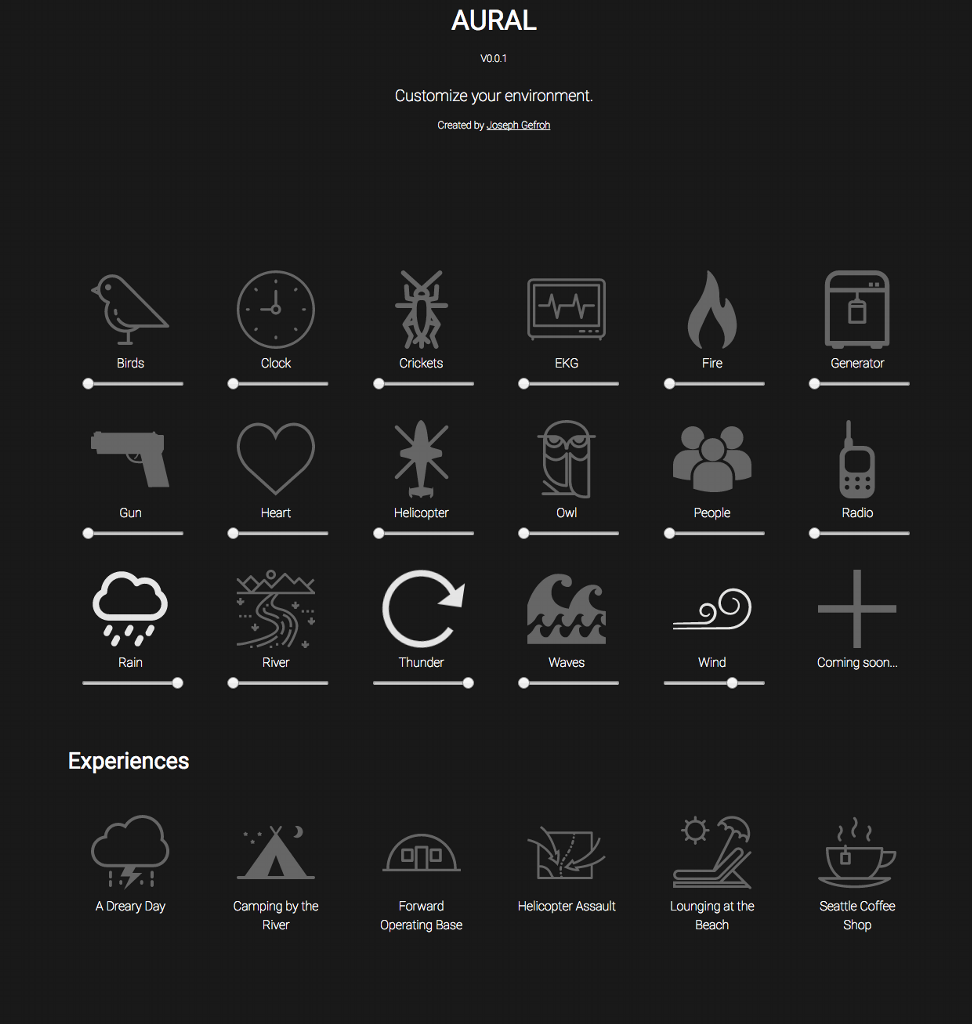 AURAL
V0.0.1
Customize your environment.
Created by Joseph Gefroh
Birds
Clock
Crickets
EKG
Fire
Generator
Gun
Heart
Helicopter
Owl
People
Radio
Rain
River
Thunder
Waves
Wind
Coming soon...
Experiences
A Dreary Day
Camping by the
River
Forward
Operating Base
Helicopter Assault
Lounging at the
Beach
Seattle Coffee
Shop